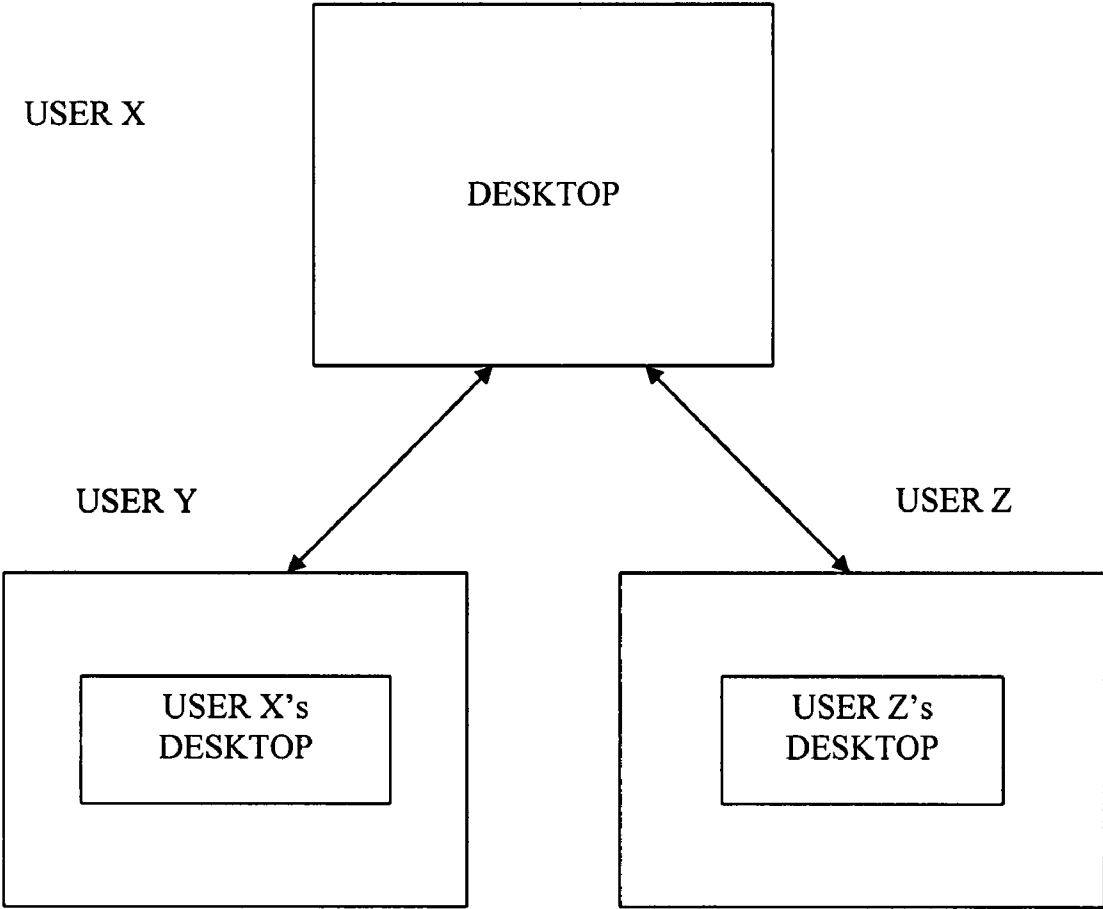 USER X
DESKTOP
USER Y
USER Z
USER X's
DESKTOP
USER Z's
DESKTOP